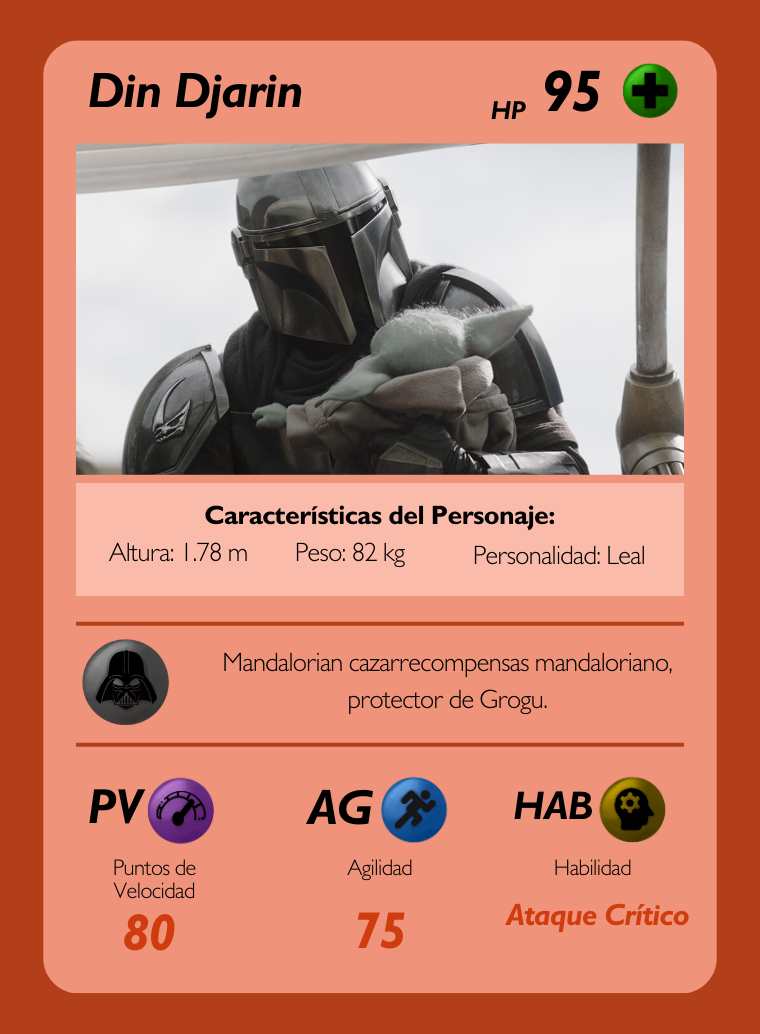 Din Djarin
HP 95
Características del Personaje:
Altura: 1.78 m Peso: 82 kg Personalidad: Leal
Mandalorian cazarrecompensas mandaloriano,
protector de Grogu.
PV AG HAB
Puntos de
Velocidad
Agilidad
Habilidad
80
75
Ataque Crítico